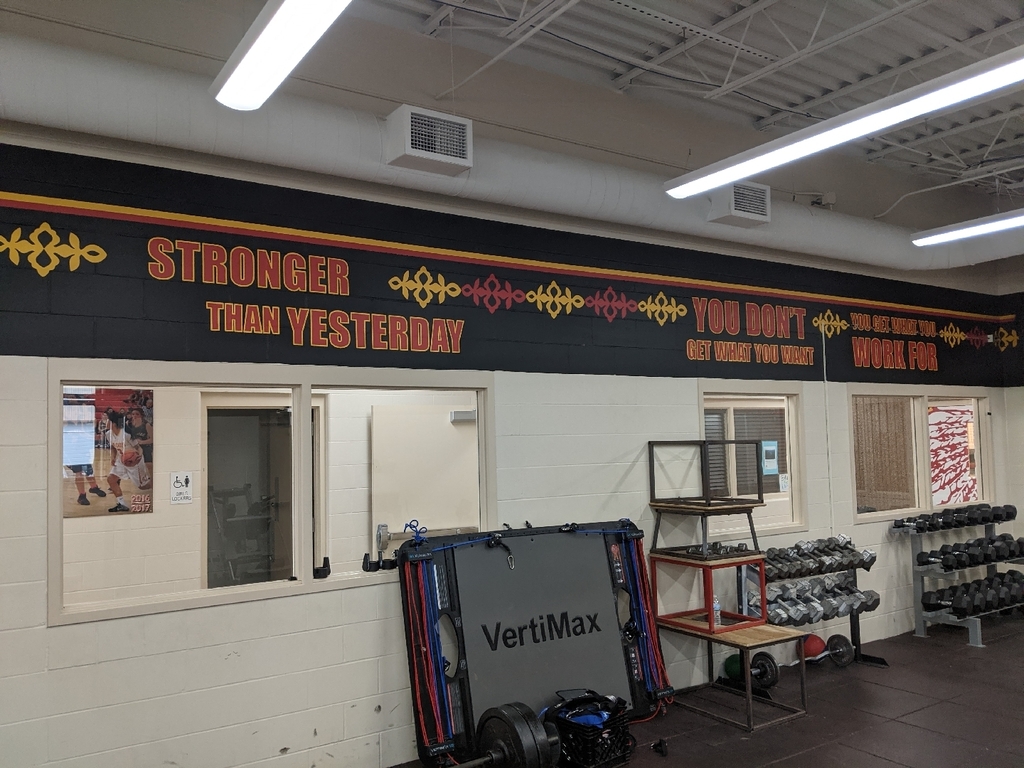 STRONGER
THAN YESTERDAY
YOU DON'T
GET WHAT YOU WANT
YOU GET WHAT YOU
WORK FOR
2016
2017
VertiMax